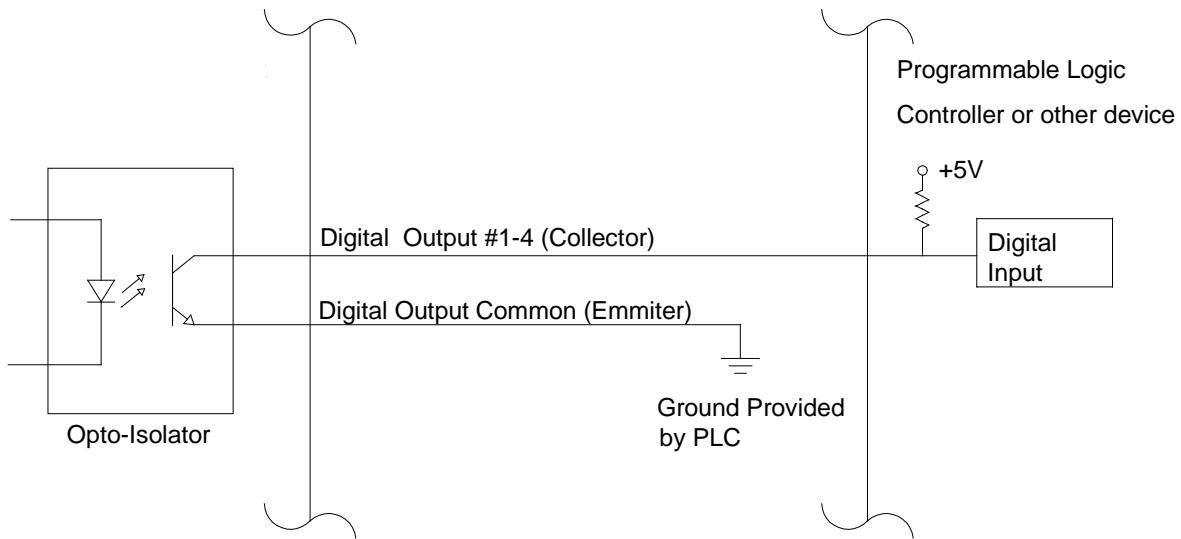 Programmable Logic
Controller or other device
+5V
Digital Output #1-4 (Collector)
Digital
Input
Digital Output Common (Emmiter)
Ground Provided
by PLC
Opto-Isolator